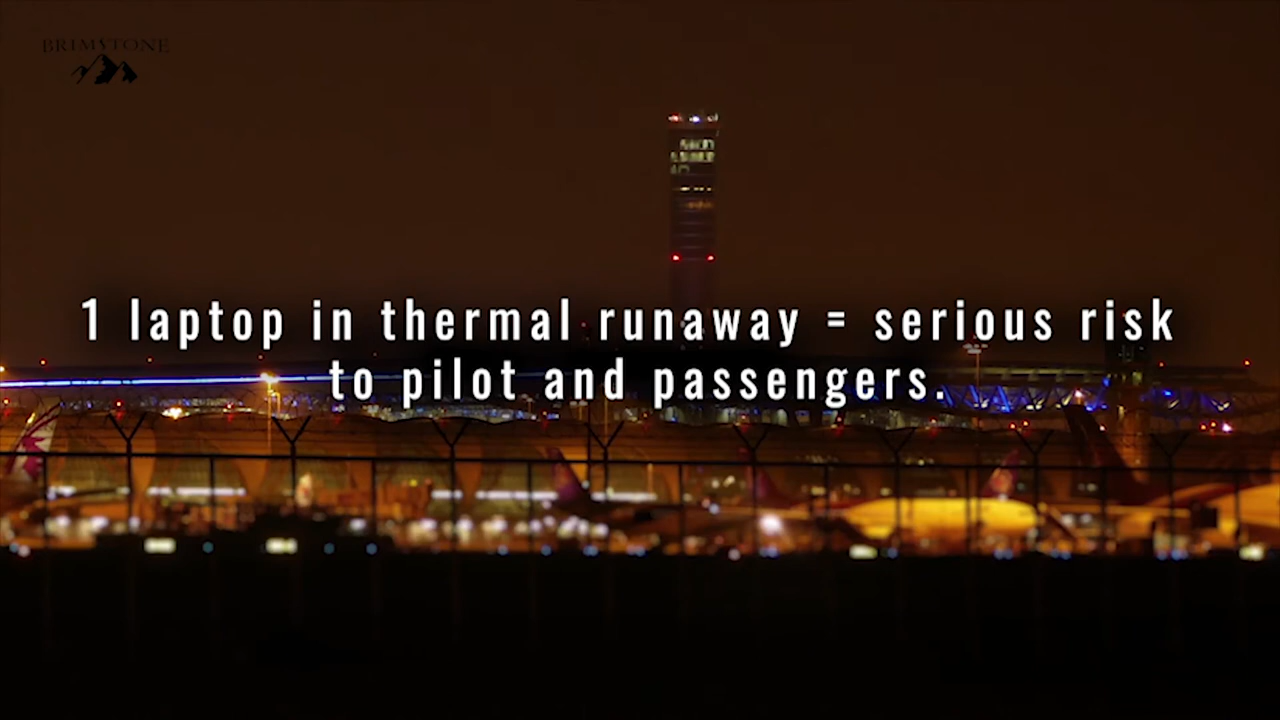 BRIMSTONE
1 laptop in thermal runaway = serious risk
to pilot and passengers.